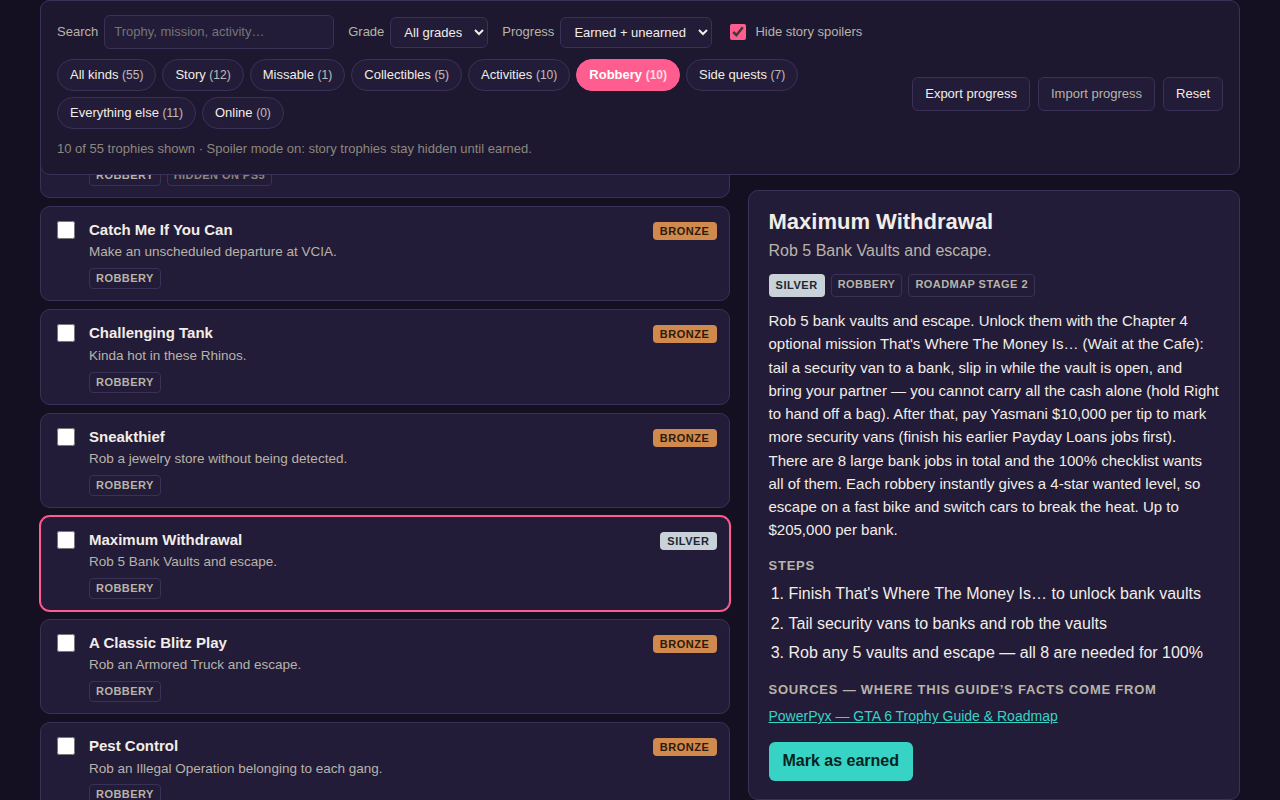 Search Trophy, mission, activity… Grade All grades Progress Earned + unearned Hide story spoilers
All kinds (55) Story (12) Missable (1) Collectibles (5) Activities (10) Robbery (10) Side quests (7)
Everything else (11) Online (0)
Export progress Import progress Reset
10 of 55 trophies shown · Spoiler mode on: story trophies stay hidden until earned.
ROBBERY HIDDEN ON PS5
Catch Me If You Can BRONZE
Make an unscheduled departure at VCIA.
ROBBERY
Challenging Tank BRONZE
Kinda hot in these Rhinos.
ROBBERY
Sneakthief BRONZE
Rob a jewelry store without being detected.
ROBBERY
Maximum Withdrawal SILVER
Rob 5 Bank Vaults and escape.
ROBBERY
A Classic Blitz Play BRONZE
Rob an Armored Truck and escape.
ROBBERY
Pest Control BRONZE
Rob an Illegal Operation belonging to each gang.
ROBBERY
Maximum Withdrawal
Rob 5 Bank Vaults and escape.
SILVER ROBBERY ROADMAP STAGE 2
Rob 5 bank vaults and escape. Unlock them with the Chapter 4
optional mission That's Where The Money Is… (Wait at the Cafe):
tail a security van to a bank, slip in while the vault is open, and
bring your partner — you cannot carry all the cash alone (hold Right
to hand off a bag). After that, pay Yasmani $10,000 per tip to mark
more security vans (finish his earlier Payday Loans jobs first).
There are 8 large bank jobs in total and the 100% checklist wants
all of them. Each robbery instantly gives a 4-star wanted level, so
escape on a fast bike and switch cars to break the heat. Up to
$205,000 per bank.
STEPS
1. Finish That's Where The Money Is… to unlock bank vaults
2. Tail security vans to banks and rob the vaults
3. Rob any 5 vaults and escape — all 8 are needed for 100%
SOURCES — WHERE THIS GUIDE’S FACTS COME FROM
PowerPyx — GTA 6 Trophy Guide & Roadmap
Mark as earned